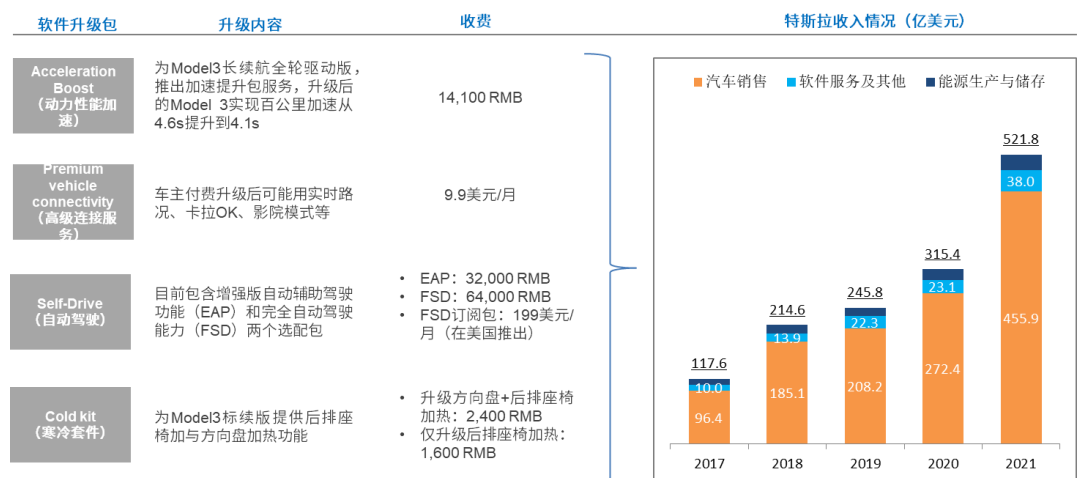 软件升级包
升级内容
收费
特斯拉收入情况（亿美元）
Acceleration
Boost
（动力性能加
速）
为Model3长续航全轮驱动版，
推出加速提升包服务，升级后
的Model 3实现百公里加速从
4.6s提升到4.1s
14,100 RMB
Premium
vehicle
connectivity
（高级连接服
务）
车主付费升级后可能用实时路
况、卡拉OK、影院模式等
9.9美元/月
Self-Drive
（自动驾驶）
目前包含增强版自动辅助驾驶
功能（EAP）和完全自动驾驶
能力（FSD）两个选配包
• EAP：32,000 RMB
• FSD：64,000 RMB
• FSD订阅包：199美元/
月（在美国推出）
Cold kit
（寒冷套件）
为Model3标续版提供后排座
椅加与方向盘加热功能
• 升级方向盘+后排座椅
加热：2,400 RMB
• 仅升级后排座椅加热：
1,600 RMB
汽车销售 软件服务及其他 能源生产与储存
117.6
10.0
96.4
2017
214.6
13.9
185.1
2018
245.8
22.3
208.2
2019
315.4
23.1
272.4
2020
521.8
38.0
455.9
2021